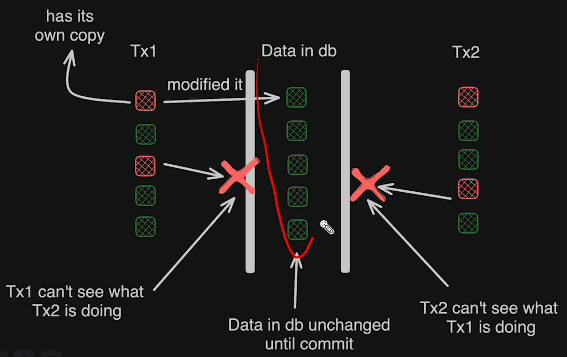 has its
own copy
Tx1
Data in db
Tx2
modified it
Tx1 can't see what
Tx2 is doing
Data in db unchanged
until commit
Tx2 can't see what
Tx1 is doing